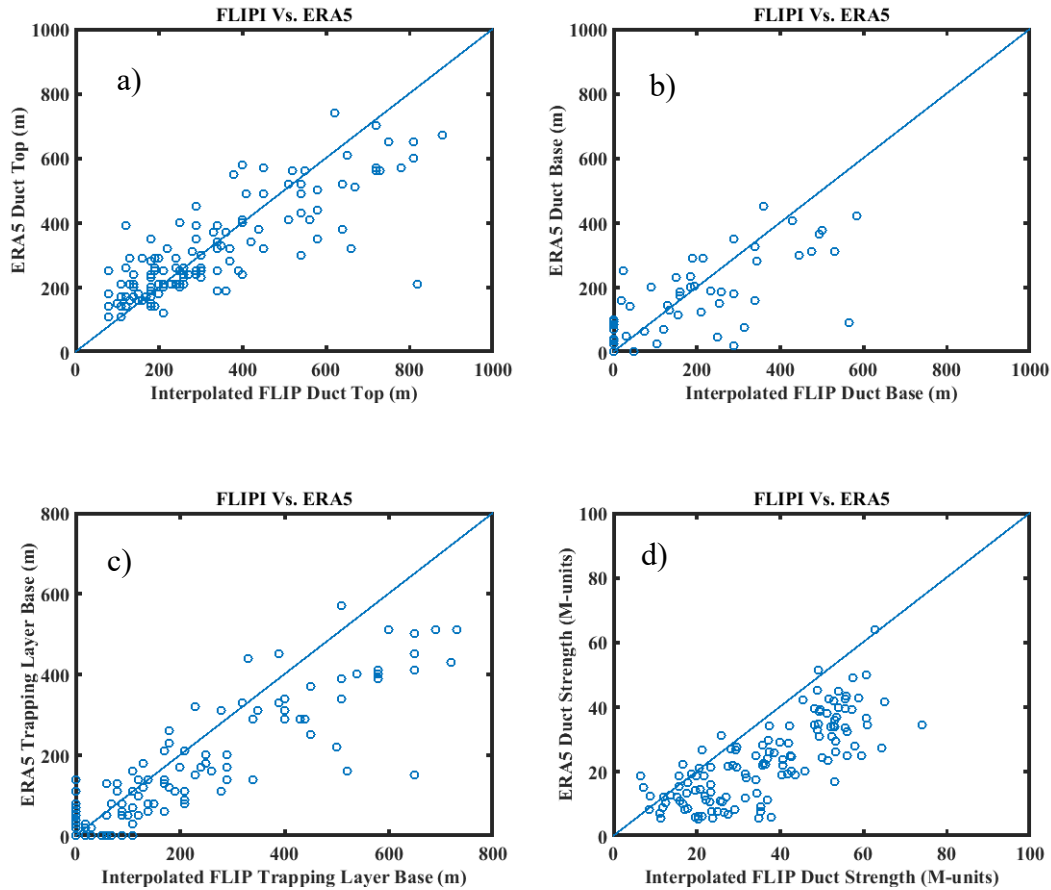 FLIPI Vs. ERA5
a)
ERA5 Duct Top (m)
1000
800
600
400
200
0
0 200 400 600 800 1000
Interpolated FLIP Duct Top (m)
FLIPI Vs. ERA5
b)
ERA5 Duct Base (m)
1000
800
600
400
200
0
0 200 400 600 800 1000
Interpolated FLIP Duct Base (m)
FLIPI Vs. ERA5
c)
ERA5 Trapping Layer Base (m)
800
600
400
200
0
0 200 400 600 800
Interpolated FLIP Trapping Layer Base (m)
FLIPI Vs. ERA5
d)
ERA5 Duct Strength (M-units)
100
80
60
40
20
0
0 20 40 60 80 100
Interpolated FLIP Duct Strength (M-units)